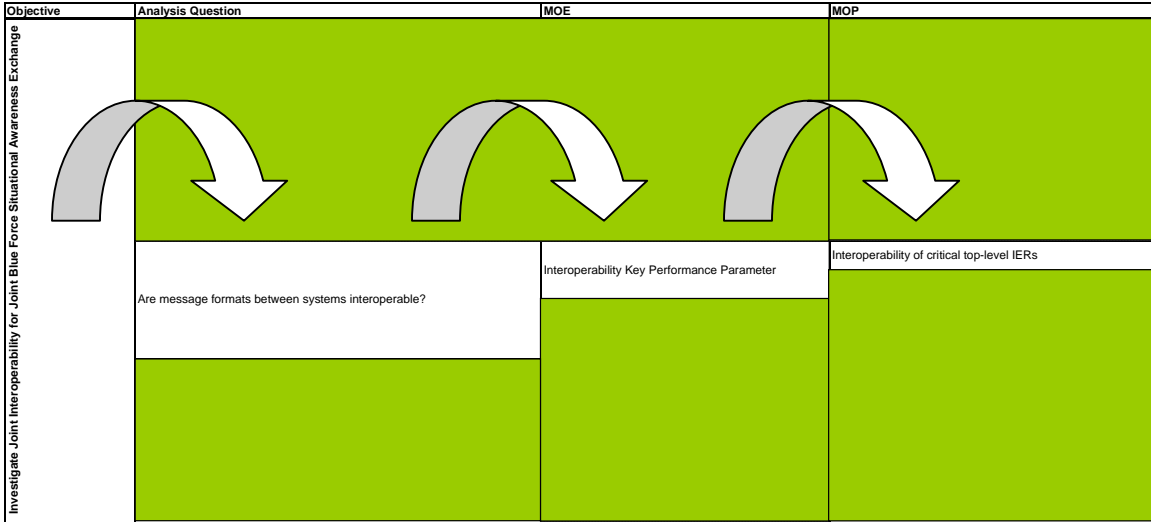 Objective
Analysis Question
MOE
MOP
Investigate Joint Interoperability for Joint Blue Force Situational Awareness Exchange
Are message formats between systems interoperable?
Interoperability Key Performance Parameter
Interoperability of critical top-level IERs